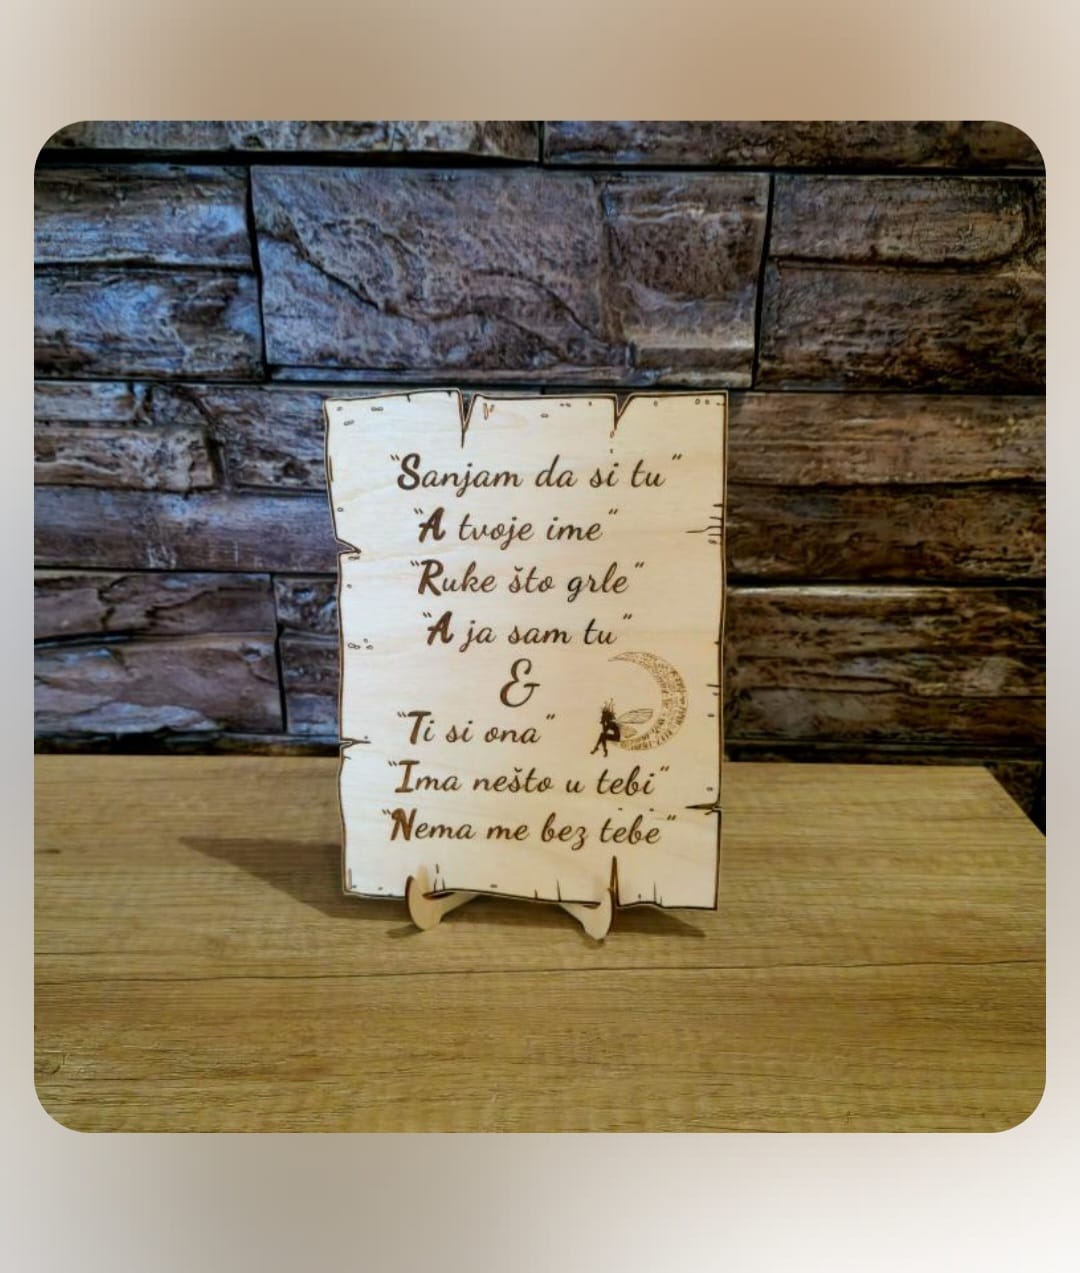 "Sanjam da si tu"
"A tvoje ime"
"Ruke što grle"
"A ja sam tu"
&
"Ti si ona"
"Ima nešto u tebi"
"Nema me bez tebe"